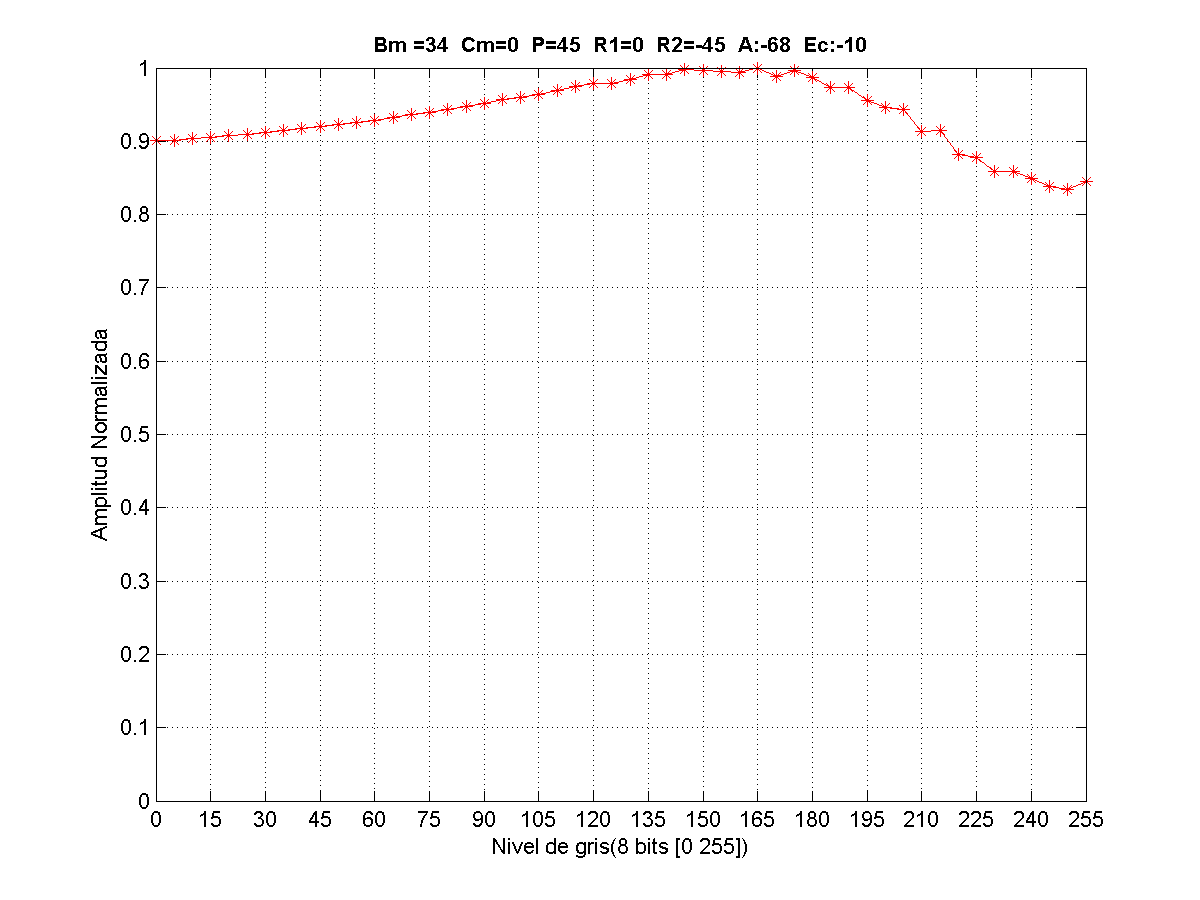 Bm =34 Cm=0 P=45 R1=0 R2=-45 A:-68 Ec:-10
1
0.9
0.8
0.7
0.6
0.5
0.4
0.3
0.2
0.1
0
Amplitud Normalizada
0 15 30 45 60 75 90 105 120 135 150 165 180 195 210 225 240 255
Nivel de gris(8 bits [0 255])